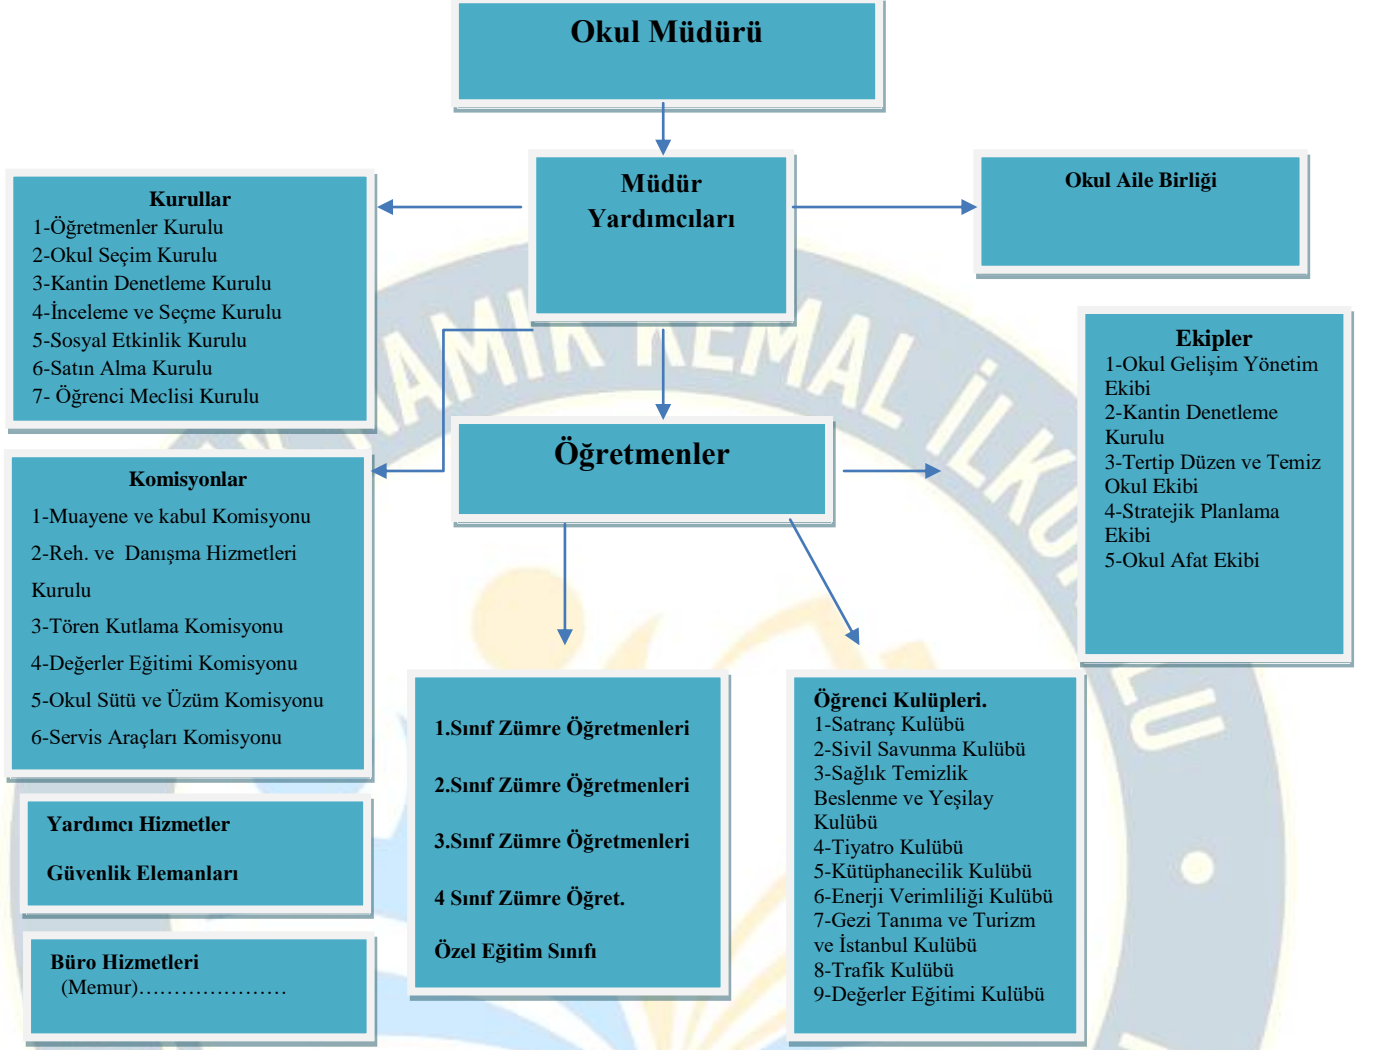 Okul Müdürü
Müdür
Yardımcıları
Okul Aile Birliği
Kurullar
1-Öğretmenler Kurulu
2-Okul Seçim Kurulu
3-Kantin Denetleme Kurulu
4-İnceleme ve Seçme Kurulu
5-Sosyal Etkinlik Kurulu
6-Satın Alma Kurulu
7- Öğrenci Meclisi Kurulu
Ekipler
1-Okul Gelişim Yönetim
Ekibi
2-Kantin Denetleme
Kurulu
3-Tertip Düzen ve Temiz
Okul Ekibi
4-Stratejik Planlama
Ekibi
5-Okul Afat Ekibi
Öğretmenler
Komisyonlar
1-Muayene ve kabul Komisyonu
2-Reh. ve  Danışma Hizmetleri
Kurulu
3-Tören Kutlama Komisyonu
4-Değerler Eğitimi Komisyonu
5-Okul Sütü ve Üzüm Komisyonu
6-Servis Araçları Komisyonu
1.Sınıf Zümre Öğretmenleri
2.Sınıf Zümre Öğretmenleri
3.Sınıf Zümre Öğretmenleri
4 Sınıf Zümre Öğret.
Özel Eğitim Sınıfı
Öğrenci Kulüpleri.
1-Satranç Kulübü
2-Sivil Savunma Kulübü
3-Sağlık Temizlik
Beslenme ve Yeşilay
Kulübü
4-Tiyatro Kulübü
5-Kütüphanecilik Kulübü
6-Enerji Verimliliği Kulübü
7-Gezi Tanıma ve Turizm
ve İstanbul Kulübü
8-Trafik Kulübü
9-Değerler Eğitimi Kulübü
Yardımcı Hizmetler
Güvenlik Elemanları
Büro Hizmetleri
(Memur)…………………
NAMIK KEMAL İLKOKULU